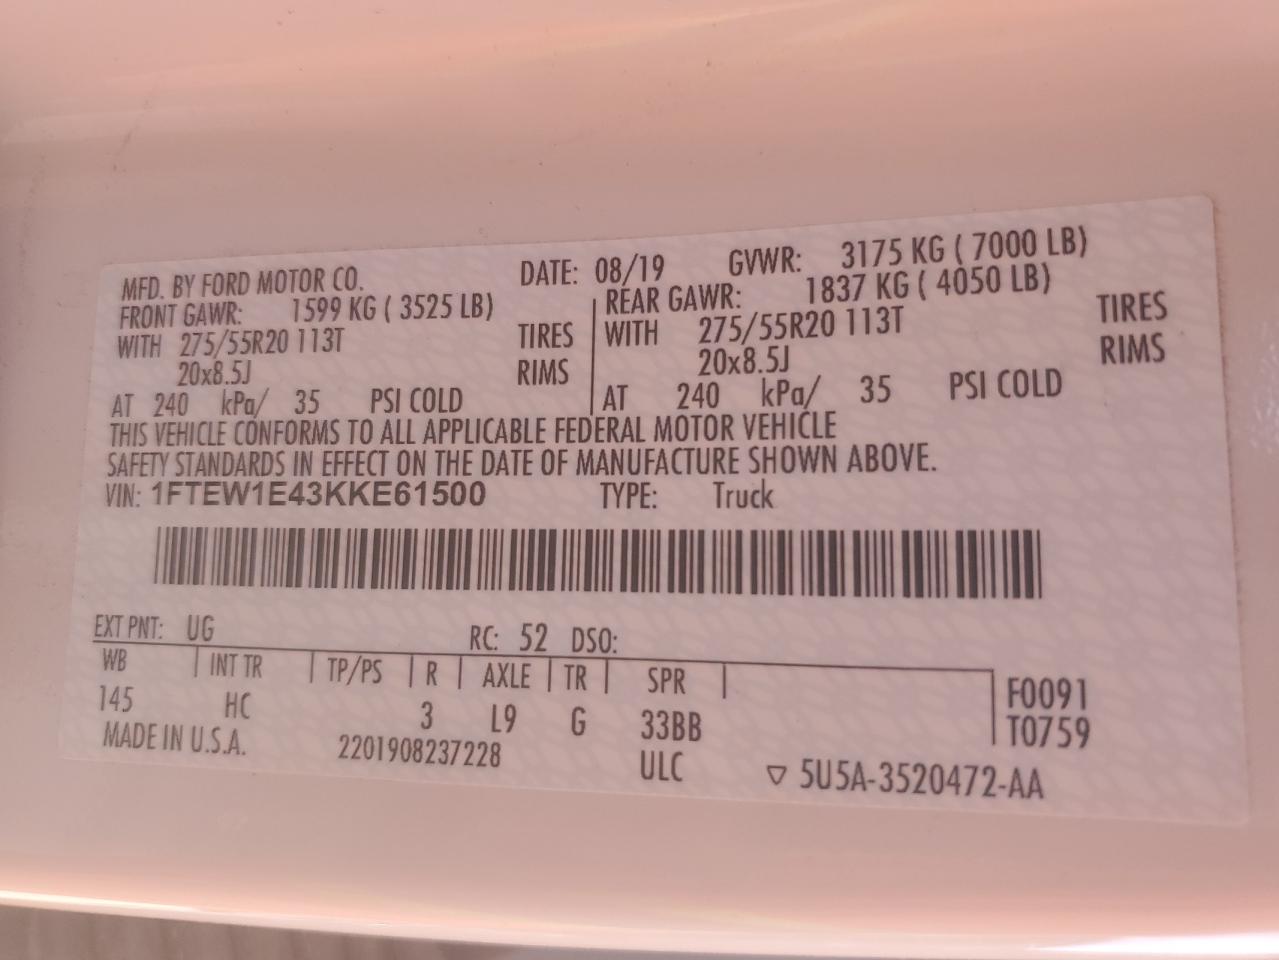 MFD. BY FORD MOTOR CO. DATE: 08/19 GVWR: 3175 KG ( 7000 LB)
FRONT GAWR: 1599 KG ( 3525 LB) REAR GAWR: 1837 KG ( 4050 LB)
WITH 275/55R20 113T TIRES WITH 275/55R20 113T TIRES
20x8.5J RIMS 20x8.5J RIMS
AT 240 kPa/ 35 PSI COLD AT 240 kPa/ 35 PSI COLD
THIS VEHICLE CONFORMS TO ALL APPLICABLE FEDERAL MOTOR VEHICLE
SAFETY STANDARDS IN EFFECT ON THE DATE OF MANUFACTURE SHOWN ABOVE.
VIN: 1FTEW1E43KKE61500 TYPE: Truck
EXT PNT: UG RC: 52 DSO:
WB INT TR TP/PS R AXLE TR SPR F0091
145 HC 3 L9 G 33BB T0759
MADE IN U.S.A. 2201908237228 ULC ▽ 5U5A-3520472-AA